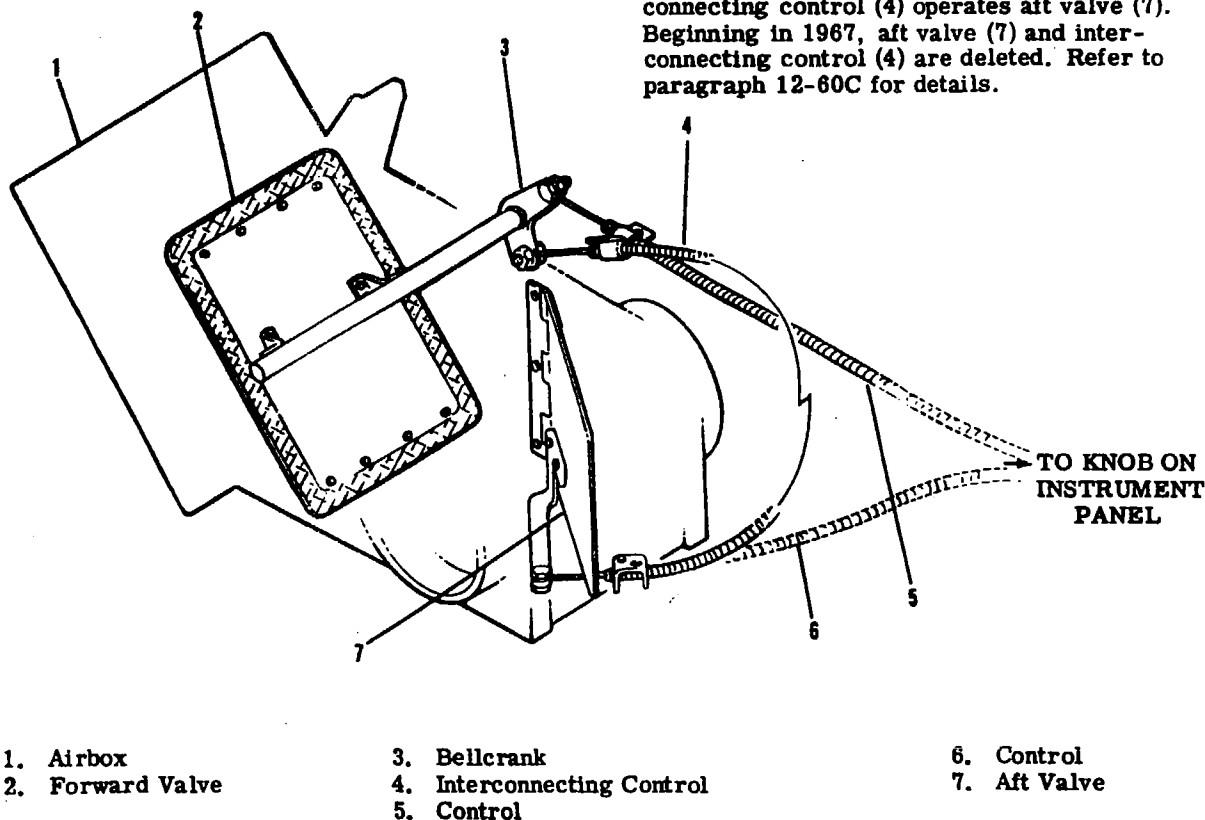 connecting control (4) operates aft valve (7).
Beginning in 1967, aft valve (7) and inter-
connecting control (4) are deleted. Refer to
paragraph 12-60C for details.
1
2
3
4
TO KNOB ON
INSTRUMENT
PANEL
5
6
7
1. Airbox
2. Forward Valve
3. Bellcrank
4. Interconnecting Control
5. Control
6. Control
7. Aft Valve